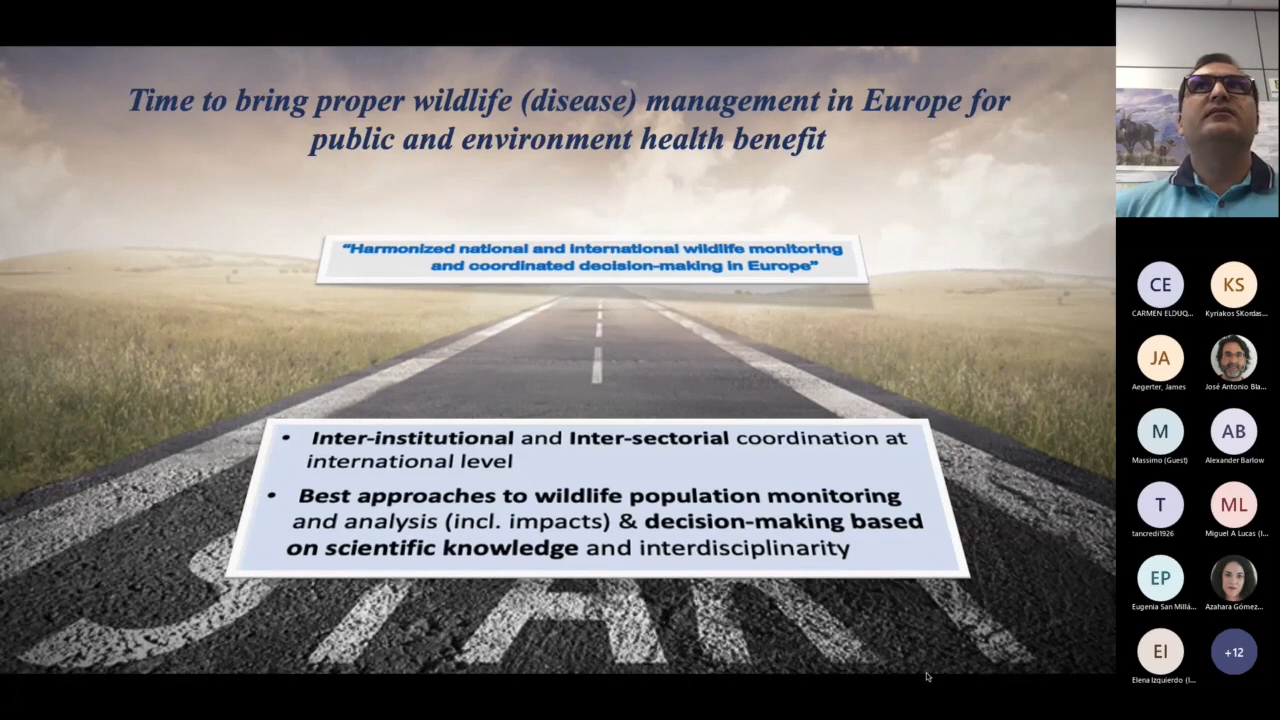 Time to bring proper wildlife (disease) management in Europe for
public and environment health benefit
“Harmonized national and international wildlife monitoring
and coordinated decision-making in Europe”
• Inter-institutional and Inter-sectorial coordination at
international level
• Best approaches to wildlife population monitoring
and analysis (incl. impacts) & decision-making based
on scientific knowledge and interdisciplinarity
START
CE
CARMEN ELDUQ...
KS
Kyriakos SKordas...
JA
Aegerter, James
José Antonio Bla...
M
Massimo (Guest)
AB
Alexander Barlow
T
tancredi1926
ML
Miguel A Lucas (I...
EP
Eugenia San Millá...
Azahara Gómez...
EI
Elena Izquierdo (I...
+12